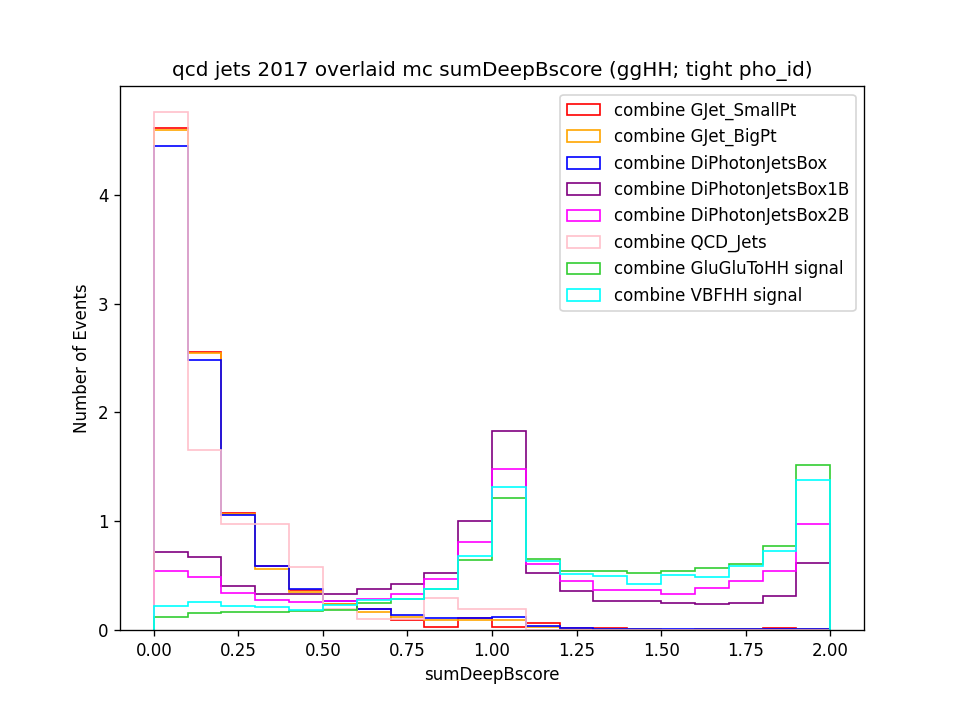 qcd jets 2017 overlaid mc sumDeepBscore (ggHH; tight pho_id)
combine GJet_SmallPt
combine GJet_BigPt
combine DiPhotonJetsBox
combine DiPhotonJetsBox1B
combine DiPhotonJetsBox2B
combine QCD_Jets
combine GluGluToHH signal
combine VBFHH signal
Number of Events
4
3
2
1
0
0.00 0.25 0.50 0.75 1.00 1.25 1.50 1.75 2.00
sumDeepBscore